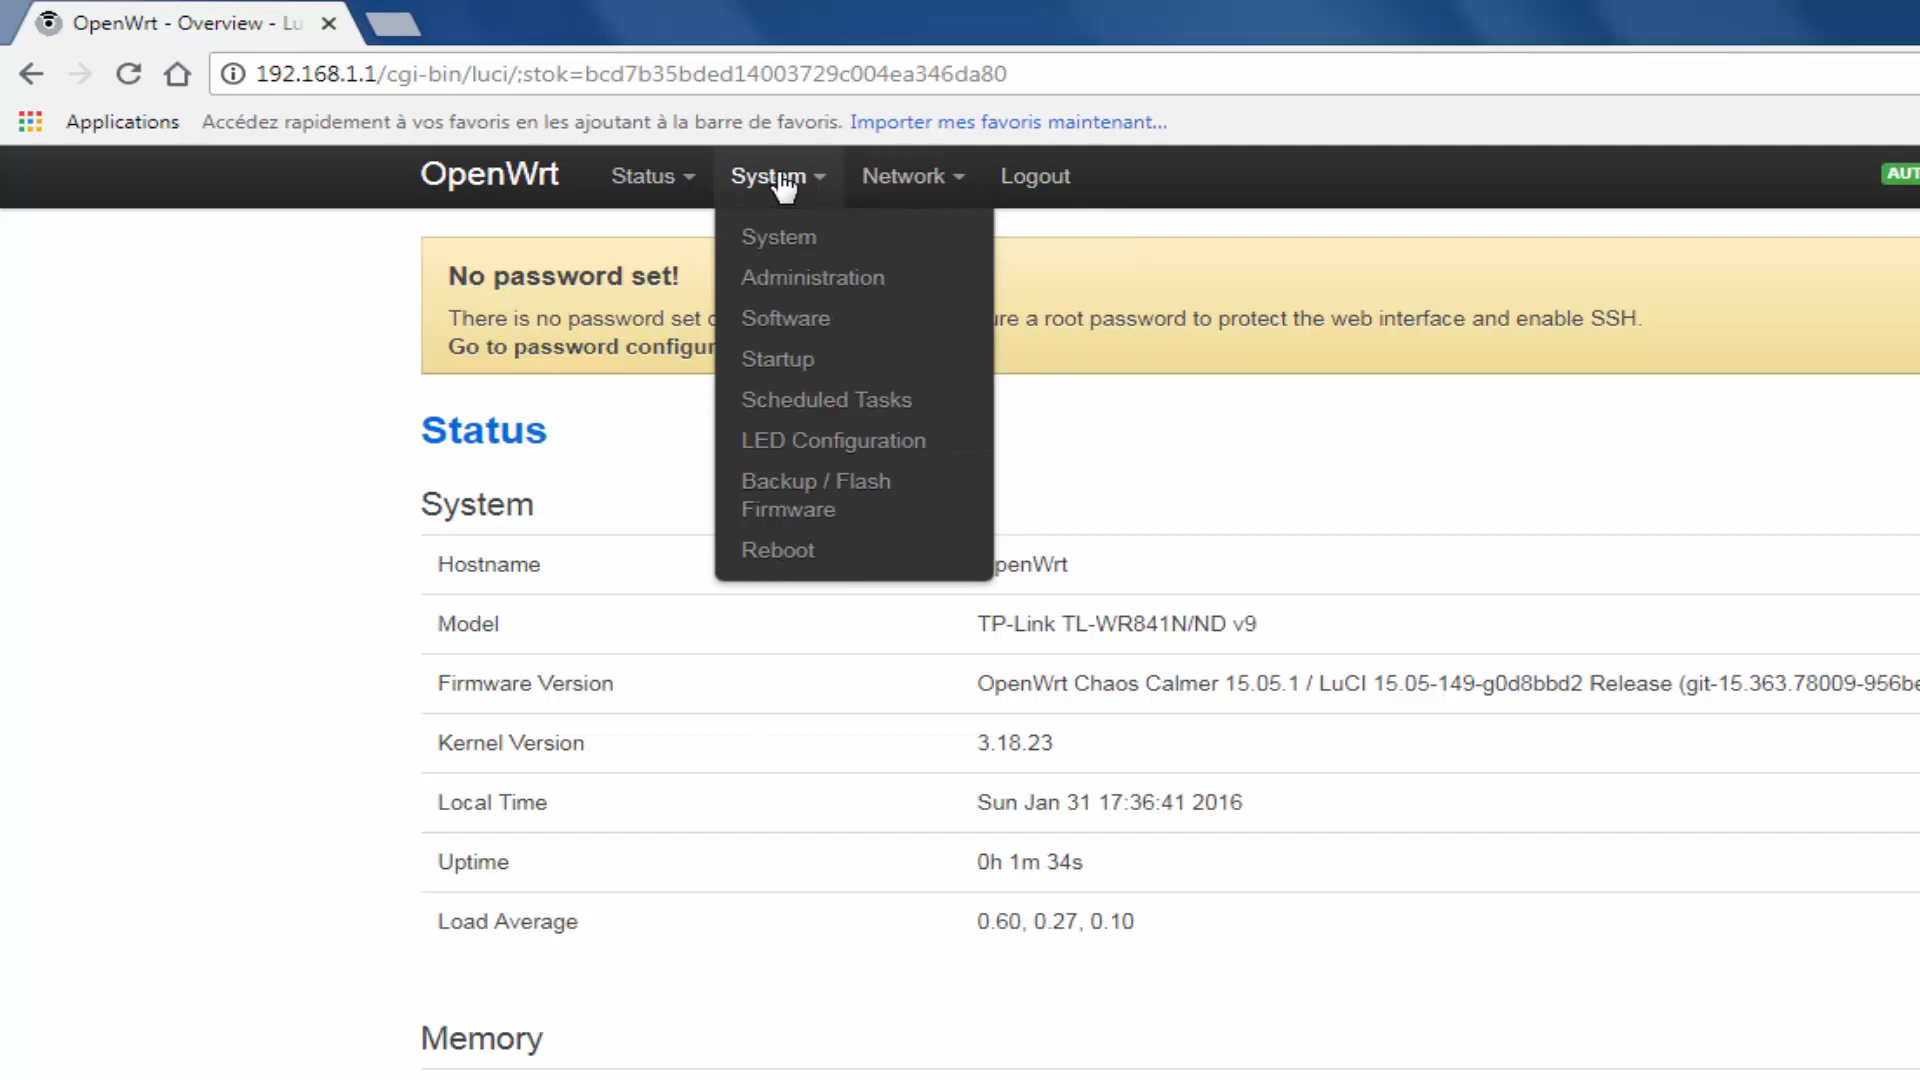 OpenWrt - Overview - Lu
192.168.1.1/cgi-bin/luci/;stok=bcd7b35bded14003729c004ea346da80
Applications Accédez rapidement à vos favoris en les ajoutant à la barre de favoris. Importer mes favoris maintenant...
OpenWrt Status System Network Logout AUT
System
Administration
Software
Startup
Scheduled Tasks
LED Configuration
Backup / Flash
Firmware
Reboot
No password set!
There is no password set re a root password to protect the web interface and enable SSH.
Go to password configur
Status
System
Hostname penWrt
Model TP-Link TL-WR841N/ND v9
Firmware Version OpenWrt Chaos Calmer 15.05.1 / LuCI 15.05-149-g0d8bbd2 Release (git-15.363.78009-956be
Kernel Version 3.18.23
Local Time Sun Jan 31 17:36:41 2016
Uptime 0h 1m 34s
Load Average 0.60, 0.27, 0.10
Memory